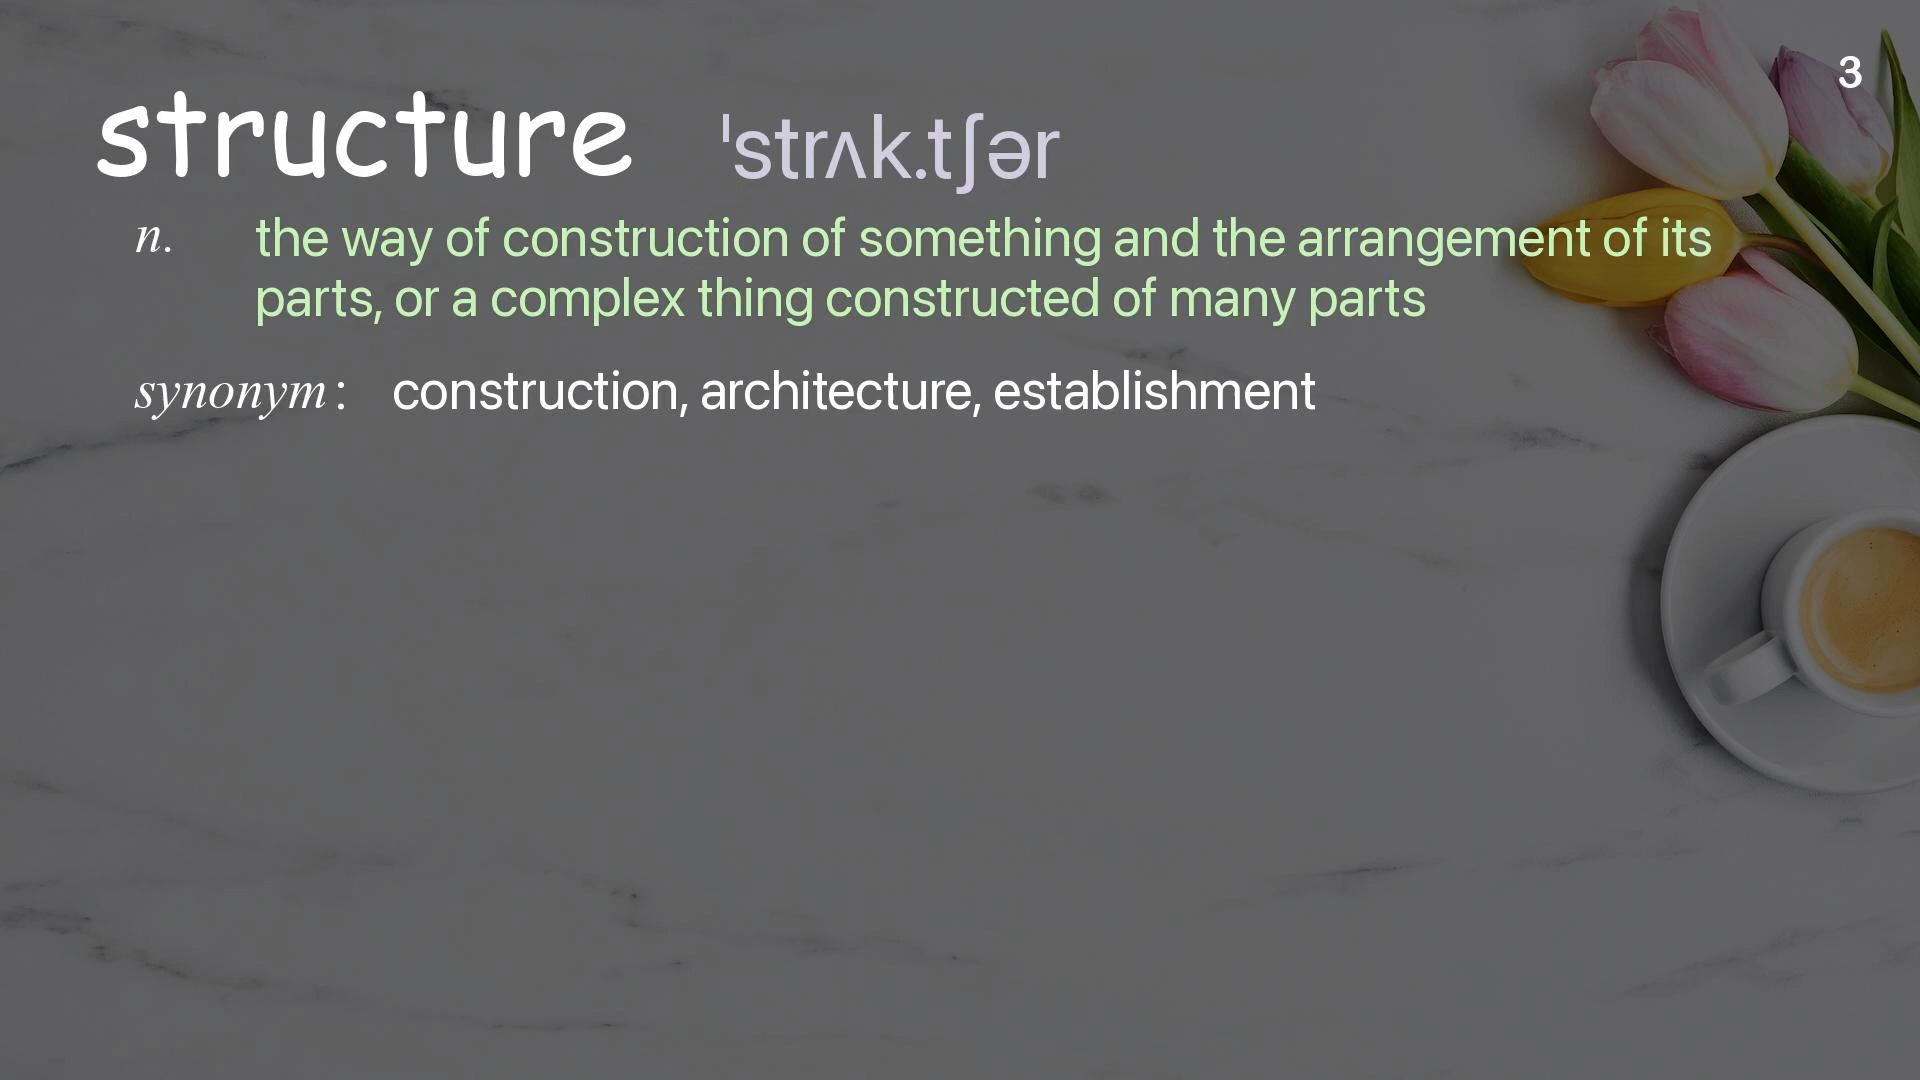 3
structure ˈstrʌk.tʃər
n. the way of construction of something and the arrangement of its
parts, or a complex thing constructed of many parts
synonym : construction, architecture, establishment